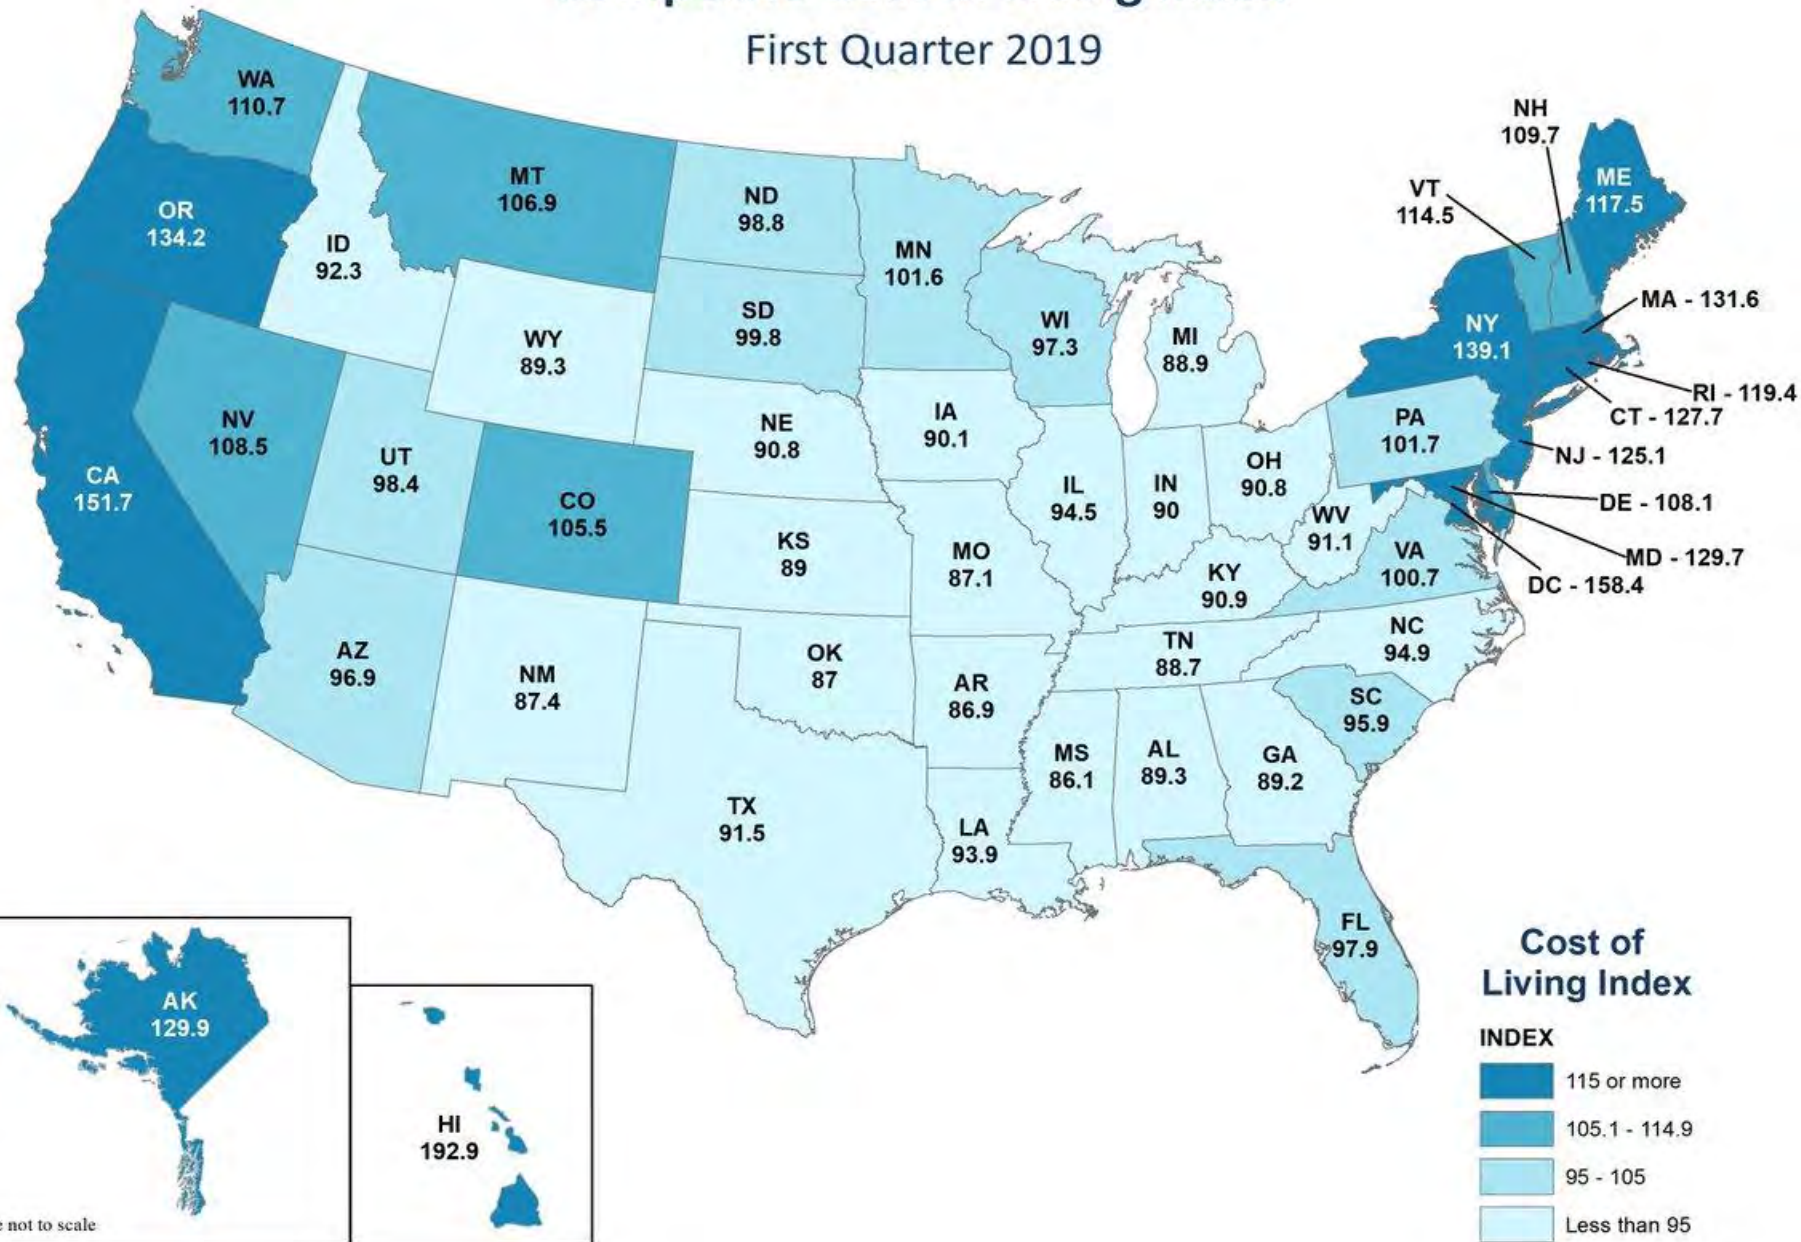 First Quarter 2019
WA
110.7
MT
106.9
ND
98.8
MN
101.6
OR
134.2
ID
92.3
WY
89.3
SD
99.8
WI
97.3
MI
88.9
NH
109.7
VT
114.5
ME
117.5
MA - 131.6
NY
139.1
RI - 119.4
CT - 127.7
NJ - 125.1
DE - 108.1
MD - 129.7
DC - 158.4
PA
101.7
NV
108.5
UT
98.4
CA
151.7
CO
105.5
NE
90.8
IA
90.1
IL
94.5
IN
90
OH
90.8
WV
91.1
VA
100.7
KS
89
MO
87.1
KY
90.9
NC
94.9
TN
88.7
AZ
96.9
NM
87.4
OK
87
AR
86.9
SC
95.9
MS
86.1
AL
89.3
GA
89.2
TX
91.5
LA
93.9
FL
97.9
AK
129.9
HI
192.9
not to scale
Cost of
Living Index
INDEX
115 or more
105.1 - 114.9
95 - 105
Less than 95